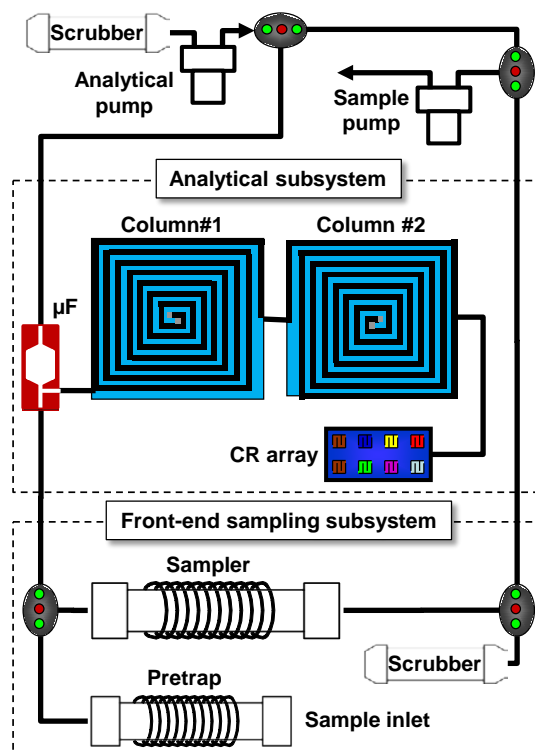 Scrubber
Analytical
pump
Sample
pump
Analytical subsystem
Column#1
Column #2
µF
CR array
Front-end sampling subsystem
Sampler
Scrubber
Pretrap
Sample inlet